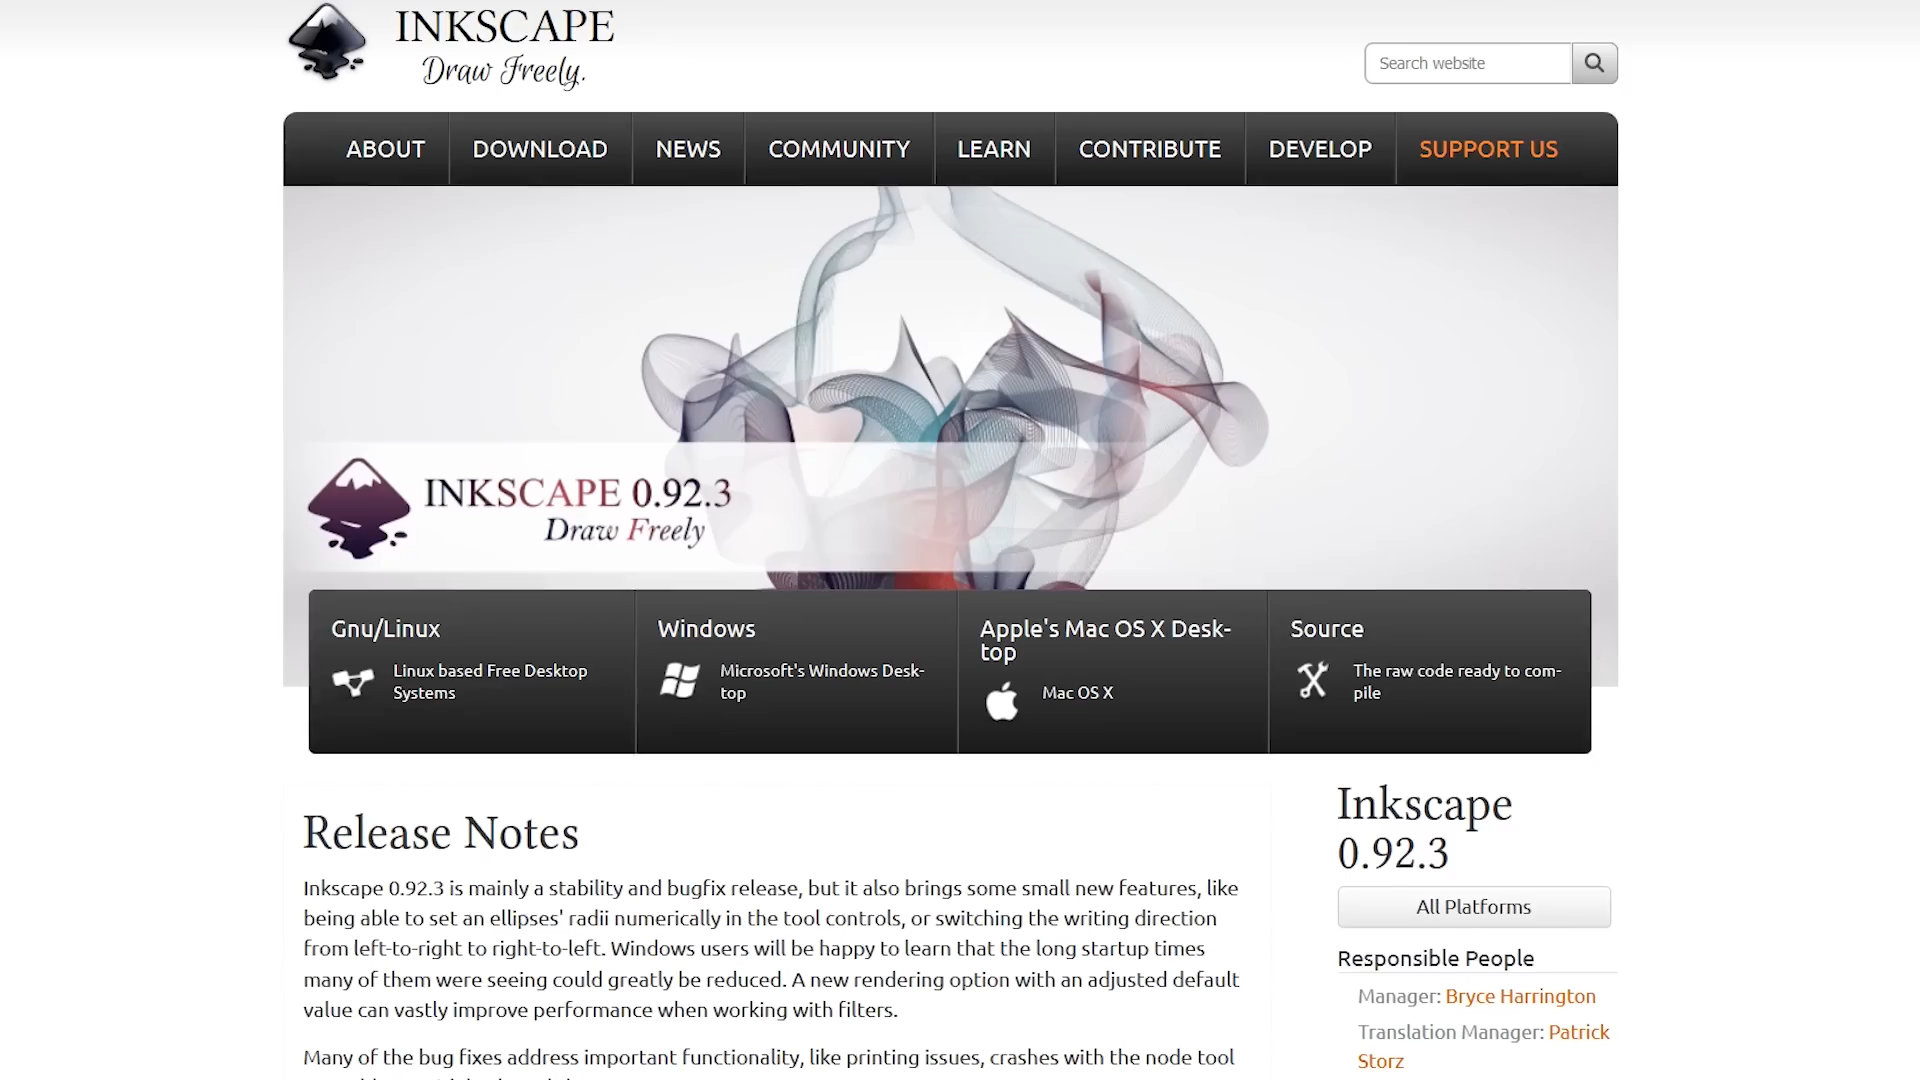 INKSCAPE
Draw Freely.
Search website
ABOUT DOWNLOAD NEWS COMMUNITY LEARN CONTRIBUTE DEVELOP SUPPORT US
INKSCAPE 0.92.3
Draw Freely
Gnu/Linux
Linux based Free Desktop
Systems
Windows
Microsoft's Windows Desk-
top
Apple's Mac OS X Desk-
top
Mac OS X
Source
The raw code ready to com-
pile
Release Notes
Inkscape 0.92.3 is mainly a stability and bugfix release, but it also brings some small new features, like
being able to set an ellipses' radii numerically in the tool controls, or switching the writing direction
from left-to-right to right-to-left. Windows users will be happy to learn that the long startup times
many of them were seeing could greatly be reduced. A new rendering option with an adjusted default
value can vastly improve performance when working with filters.
Many of the bug fixes address important functionality, like printing issues, crashes with the node tool
Inkscape
0.92.3
All Platforms
Responsible People
Manager: Bryce Harrington
Translation Manager: Patrick
Storz